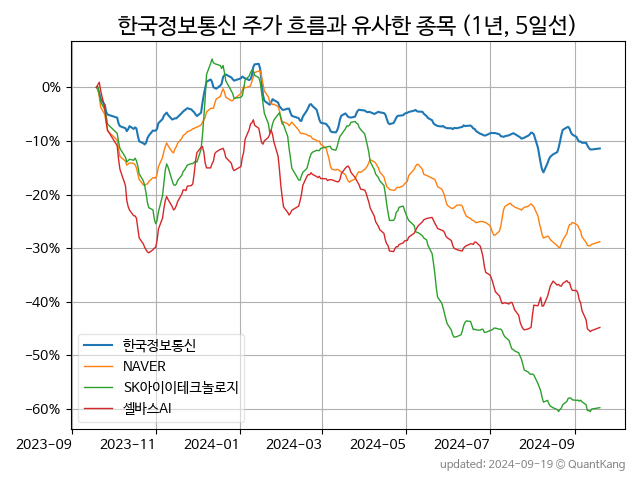 한국정보통신 주가 흐름과 유사한 종목 (1년, 5일선)
0%
−10%
−20%
−30%
−40%
−50%
−60%
한국정보통신
NAVER
SK아이이테크놀로지
셀바스AI
2023-09
2023-11
2024-01
2024-03
2024-05
2024-07
2024-09
updated: 2024-09-19 © QuantKang